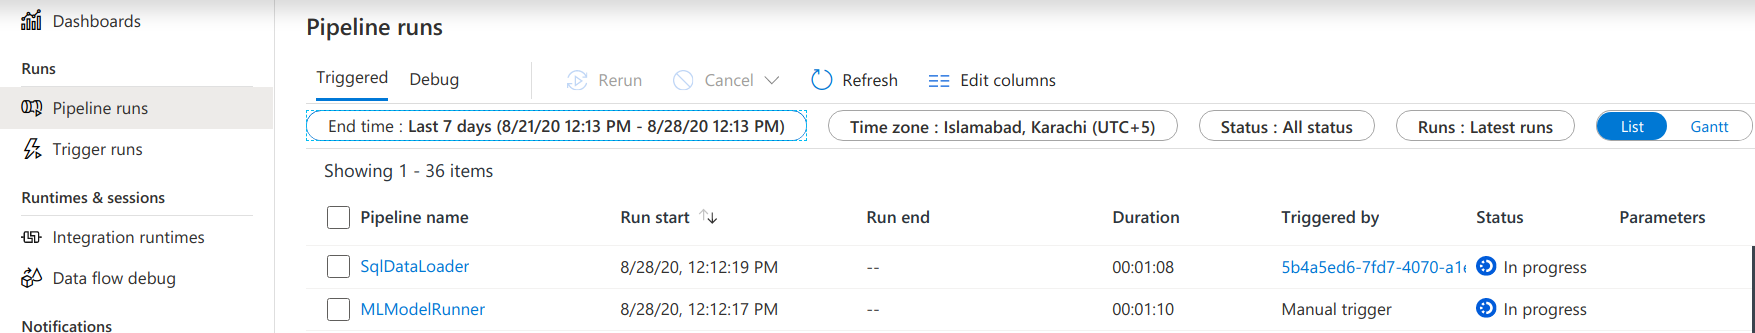 Dashboards
Runs
Pipeline runs
Trigger runs
Runtimes & sessions
Integration runtimes
Data flow debug
Notifications
Pipeline runs
Triggered Debug Rerun Cancel Refresh Edit columns
End time : Last 7 days (8/21/20 12:13 PM - 8/28/20 12:13 PM) Time zone : Islamabad, Karachi (UTC+5) Status : All status Runs : Latest runs List Gantt
Showing 1 - 36 items
Pipeline name Run start Run end Duration Triggered by Status Parameters
SqlDataLoader 8/28/20, 12:12:19 PM -- 00:01:08 5b4a5ed6-7fd7-4070-a1e In progress
MLModelRunner 8/28/20, 12:12:17 PM -- 00:01:10 Manual trigger In progress